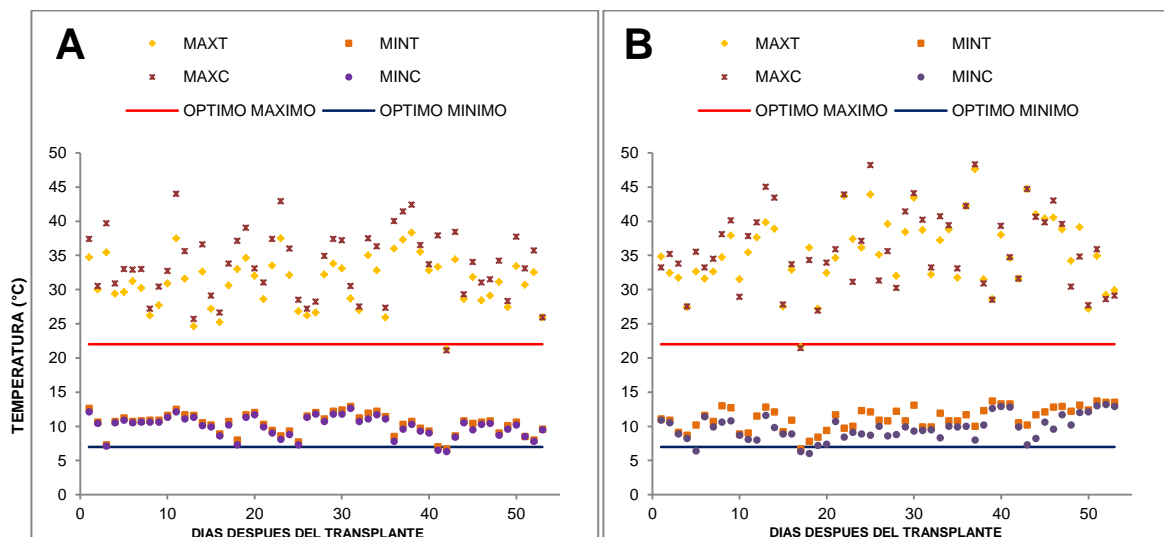 A
MAXT MINT
MAXC MINC
OPTIMO MAXIMO OPTIMO MINIMO
TEMPERATURA (°C)
50
45
40
35
30
25
20
15
10
5
0
0 10 20 30 40 50
DIAS DESPUES DEL TRANSPLANTE
B
MAXT MINT
MAXC MINC
OPTIMO MAXIMO OPTIMO MINIMO
50
45
40
35
30
25
20
15
10
5
0
0 10 20 30 40 50
DIAS DESPUES DEL TRANSPLANTE